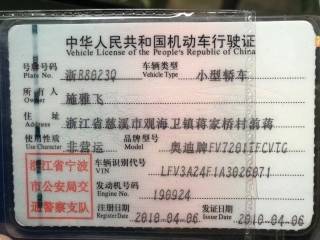 中华人民共和国机动车行驶证
Vehicle License of the People's Republic of China
号牌号码 浙B8023Q 车辆类型 小型轿车
Plate No. Vehicle Type
所有人 施雅飞
Owner
住址 浙江省慈溪市观海卫镇蒋家桥村翁蒋
Address
使用性质 非营运 品牌型号 奥迪牌FV7201TFCVTG
Use Character Model
浙江省宁波
市公安局交
通警察支队
车辆识别代号 LFV3A24F1A3026071
VIN
发动机号码 190924
Engine No.
注册日期 2010-04-06 发证日期 2010-04-06
Register Date Issue Date